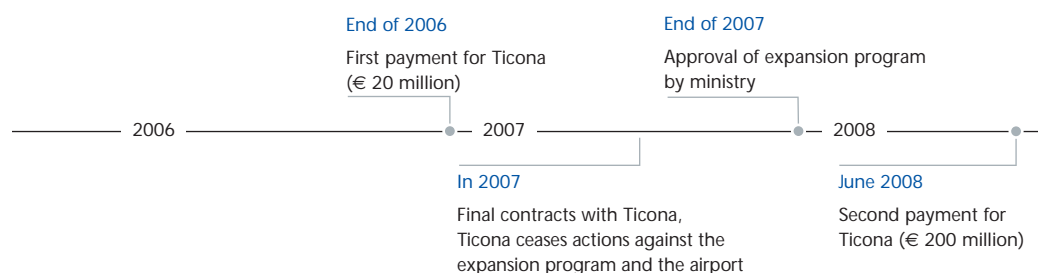 End of 2006
First payment for Ticona
(€ 20 million)
End of 2007
Approval of expansion program
by ministry
2006
2007
2008
In 2007
Final contracts with Ticona,
Ticona ceases actions against the
expansion program and the airport
June 2008
Second payment for
Ticona (€ 200 million)